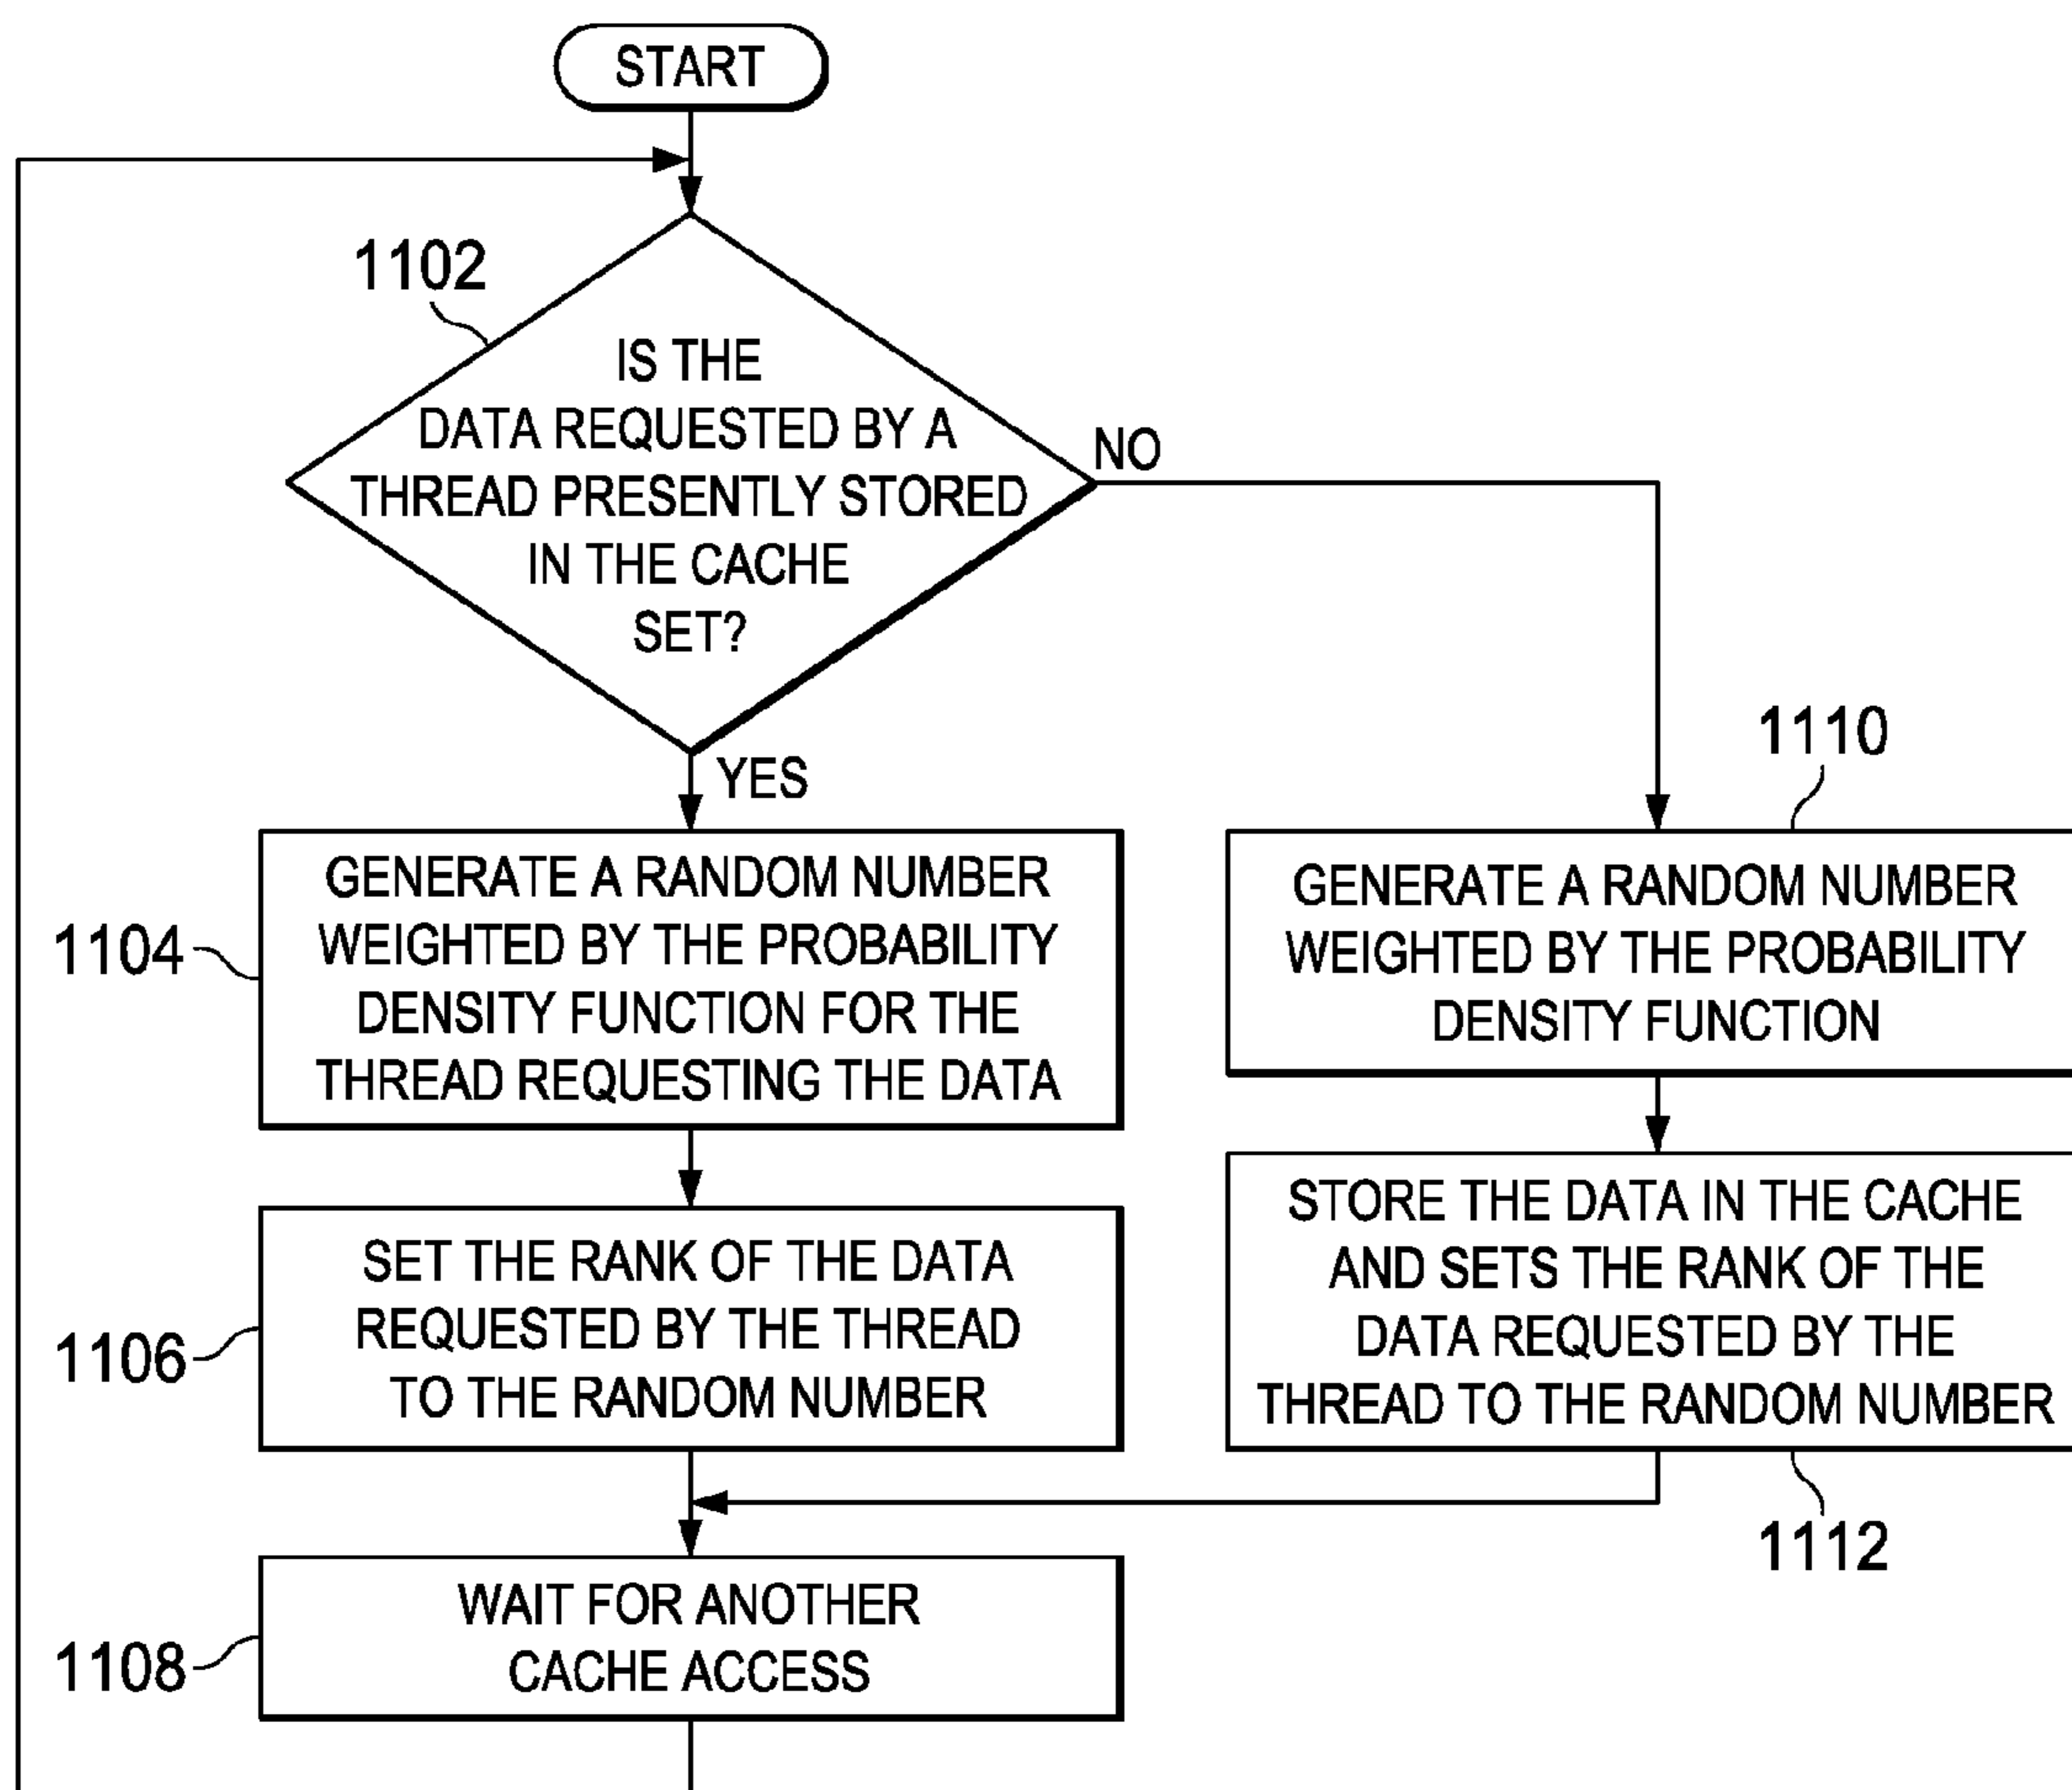 START
1102
IS THE
DATA REQUESTED BY A
THREAD PRESENTLY STORED
IN THE CACHE
SET?
NO
YES
1104
GENERATE A RANDOM NUMBER
WEIGHTED BY THE PROBABILITY
DENSITY FUNCTION FOR THE
THREAD REQUESTING THE DATA
1110
GENERATE A RANDOM NUMBER
WEIGHTED BY THE PROBABILITY
DENSITY FUNCTION
1106
SET THE RANK OF THE DATA
REQUESTED BY THE THREAD
TO THE RANDOM NUMBER
STORE THE DATA IN THE CACHE
AND SETS THE RANK OF THE
DATA REQUESTED BY THE
THREAD TO THE RANDOM NUMBER
1112
1108
WAIT FOR ANOTHER
CACHE ACCESS